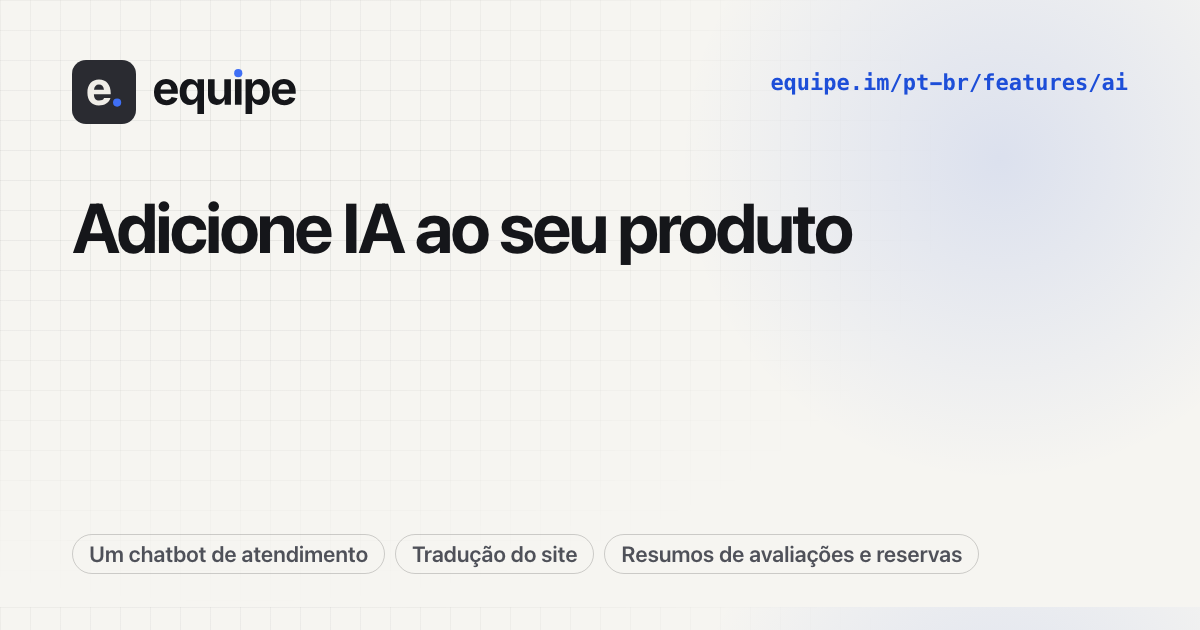 e. equipe
equipe.im/pt-br/features/ai
Adicione IA ao seu produto
Um chatbot de atendimento
Tradução do site
Resumos de avaliações e reservas